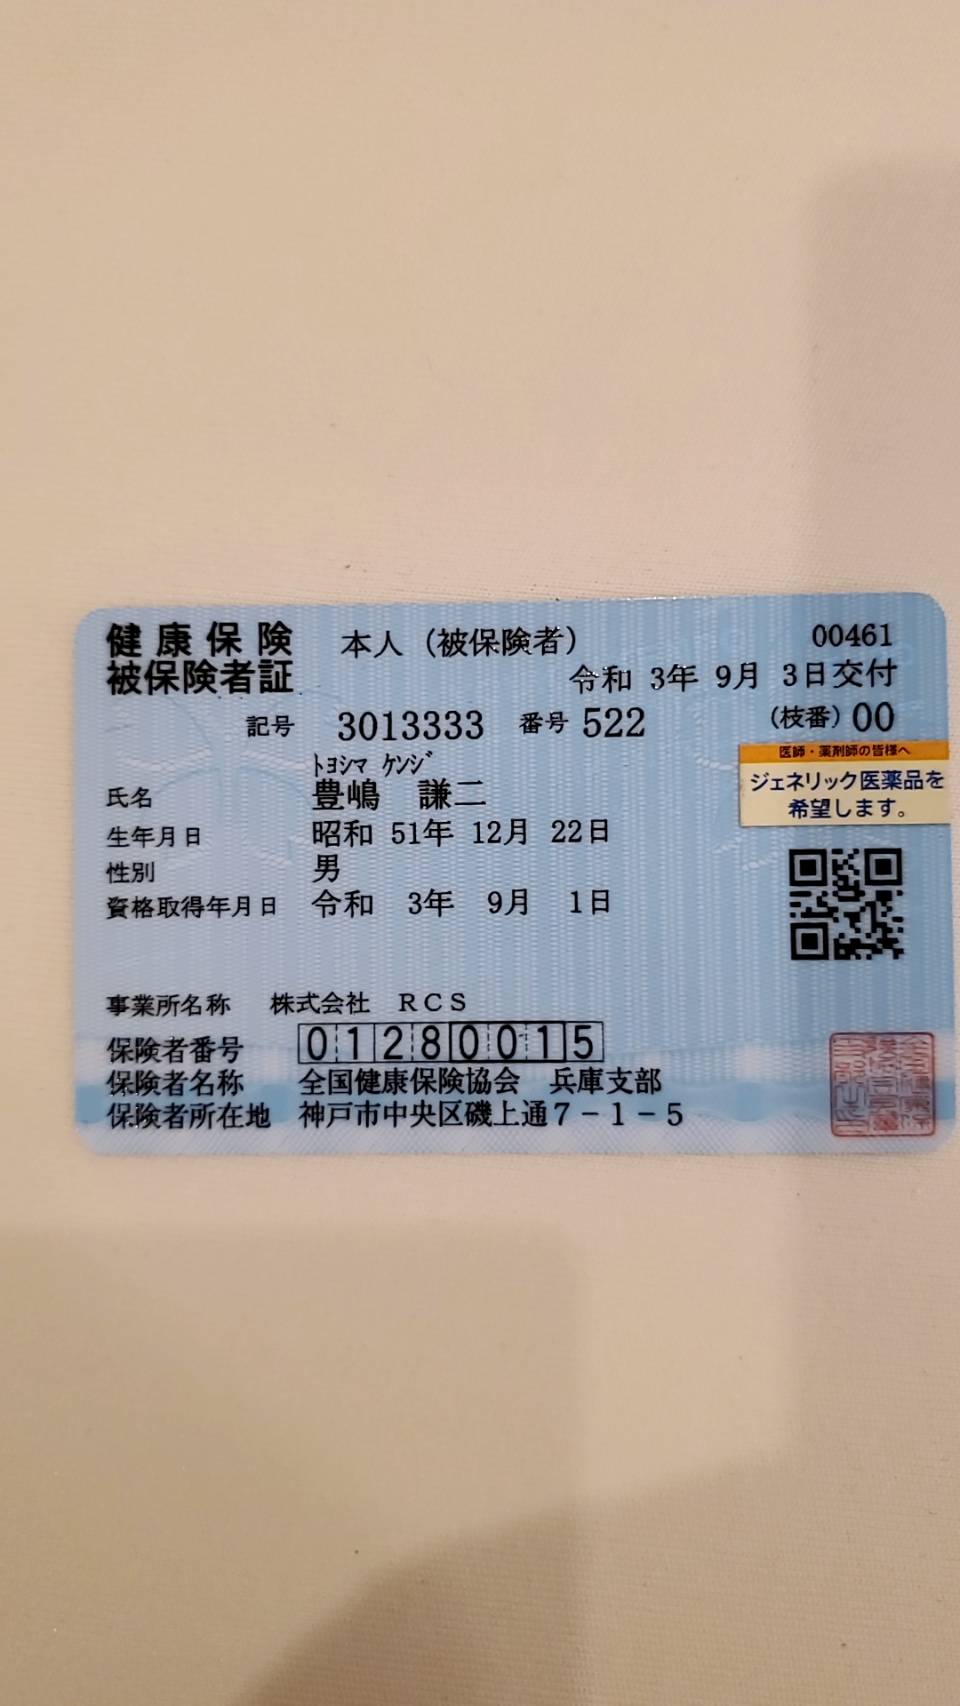 健康保険 本人（被保険者） 00461
被保険者証 令和 3年 9月 3日交付
記号 3013333 番号 522 （枝番）00
医師・薬剤師の皆様へ
ジェネリック医薬品を
希望します。
ﾄﾖｼﾏ ｹﾝｼﾞ
氏名 豊嶋 謙二
生年月日 昭和 51年 12月 22日
性別 男
資格取得年月日 令和 3年 9月 1日
事業所名称 株式会社 RCS
保険者番号 01280015
保険者名称 全国健康保険協会 兵庫支部
保険者所在地 神戸市中央区磯上通7-1-5